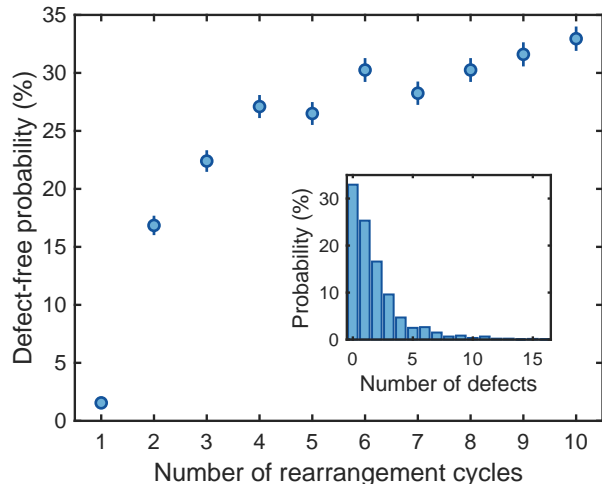 35
30
25
20
15
10
5
0
Defect-free probability (%)
1 2 3 4 5 6 7 8 9 10
Number of rearrangement cycles
30
20
10
0
Probability (%)
0 5 10 15
Number of defects